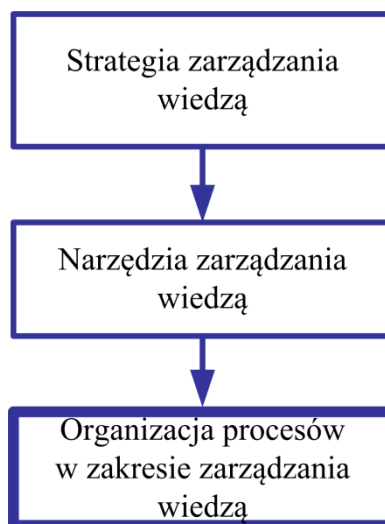 Strategia zarządzania
wiedzą
Narzędzia zarządzania
wiedzą
Organizacja procesów
w zakresie zarządzania
wiedzą